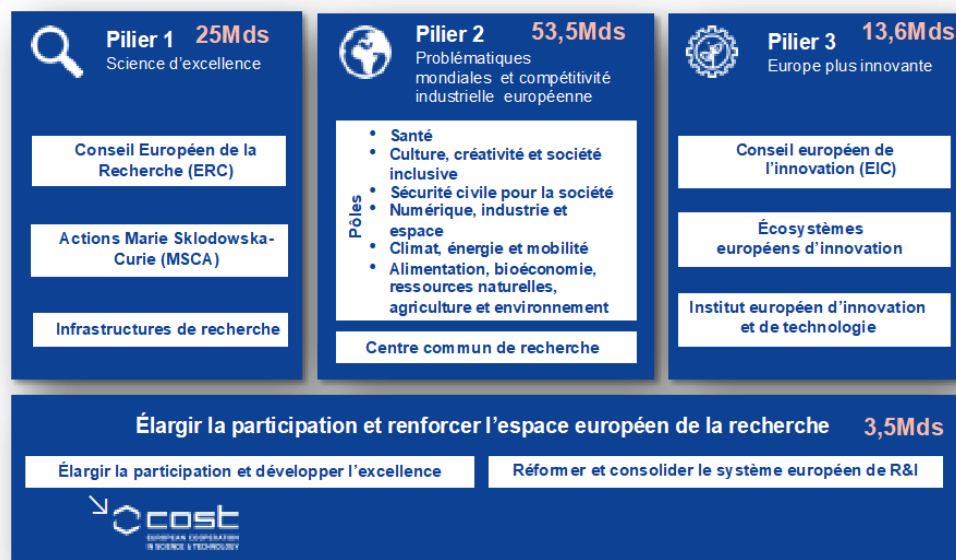 Pilier 1 25Mds
Science d'excellence
Conseil Européen de la
Recherche (ERC)
Actions Marie Sklodowska-
Curie (MSCA)
Infrastructures de recherche
Pilier 2 53,5Mds
Problématiques
mondiales et compétitivité
industrielle européenne
Pôles
• Santé
• Culture, créativité et société
inclusive
• Sécurité civile pour la société
• Numérique, industrie et
espace
• Climat, énergie et mobilité
• Alimentation, bioéconomie,
ressources naturelles,
agriculture et environnement
Centre commun de recherche
Pilier 3 13,6Mds
Europe plus innovante
Conseil européen de
l'innovation (EIC)
Écosystèmes
européens d'innovation
Institut européen d'innovation
et de technologie
Élargir la participation et renforcer l'espace européen de la recherche 3,5Mds
Élargir la participation et développer l'excellence
Réformer et consolider le système européen de R&I
cost
EUROPEAN COOPERATION
IN SCIENCE & TECHNOLOGY